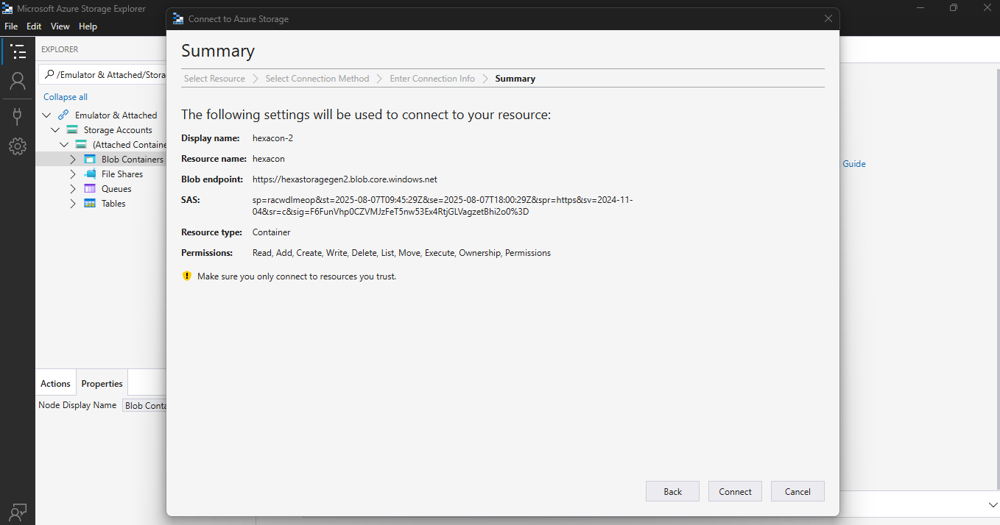 Microsoft Azure Storage Explorer
File Edit View Help
EXPLORER
/Emulator & Attached/Stora
Collapse all
Emulator & Attached
Storage Accounts
(Attached Containe
Blob Containers
File Shares
Queues
Tables
Actions Properties
Node Display Name Blob Conta
Connect to Azure Storage
Summary
Select Resource Select Connection Method Enter Connection Info Summary
The following settings will be used to connect to your resource:
Display name: hexacon-2
Resource name: hexacon
Blob endpoint: https://hexastoragegen2.blob.core.windows.net
SAS: sp=racwdlmeop&st=2025-08-07T09:45:29Z&se=2025-08-07T18:00:29Z&spr=https&sv=2024-11-
04&sr=c&sig=F6FunVhp0CZVMJzFeT5nw53Ex4RtjGLVagzetBhi2o0%3D
Resource type: Container
Permissions: Read, Add, Create, Write, Delete, List, Move, Execute, Ownership, Permissions
Make sure you only connect to resources you trust.
Back Connect Cancel
Guide